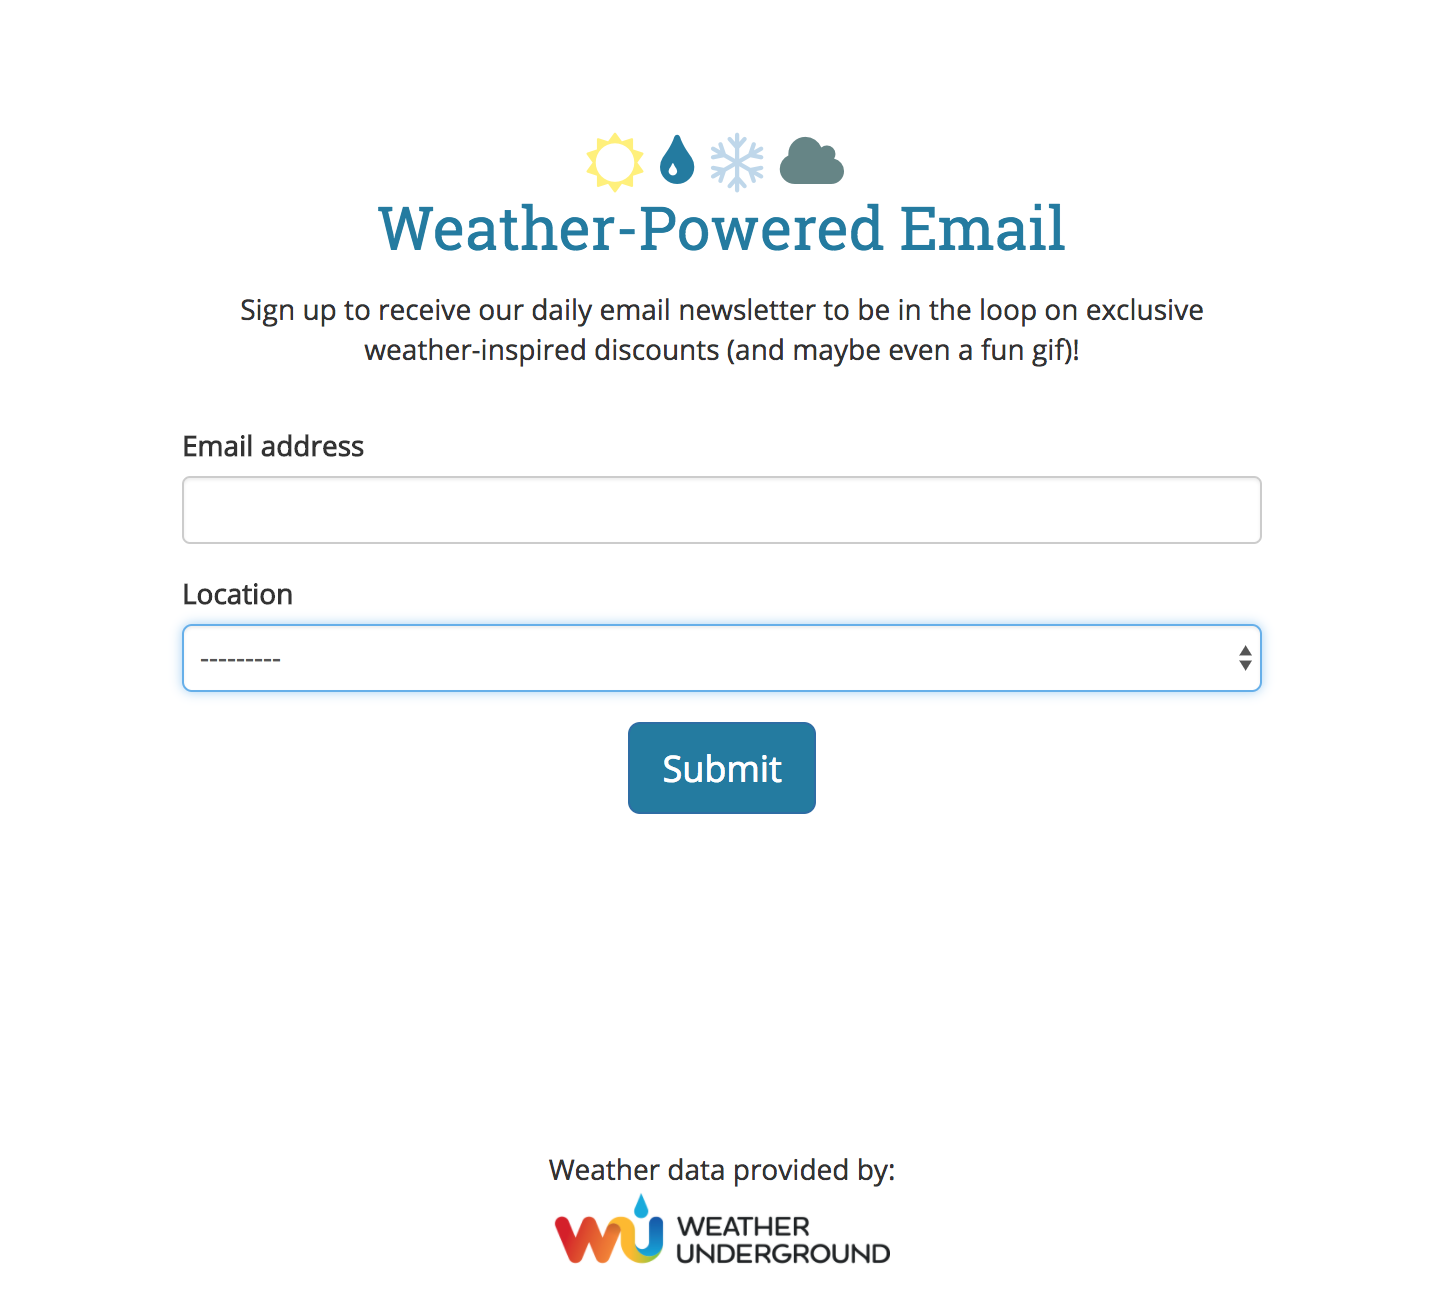 Weather-Powered Email
Sign up to receive our daily email newsletter to be in the loop on exclusive
weather-inspired discounts (and maybe even a fun gif)!
Email address
Location
---------
Submit
Weather data provided by:
WU WEATHER
UNDERGROUND